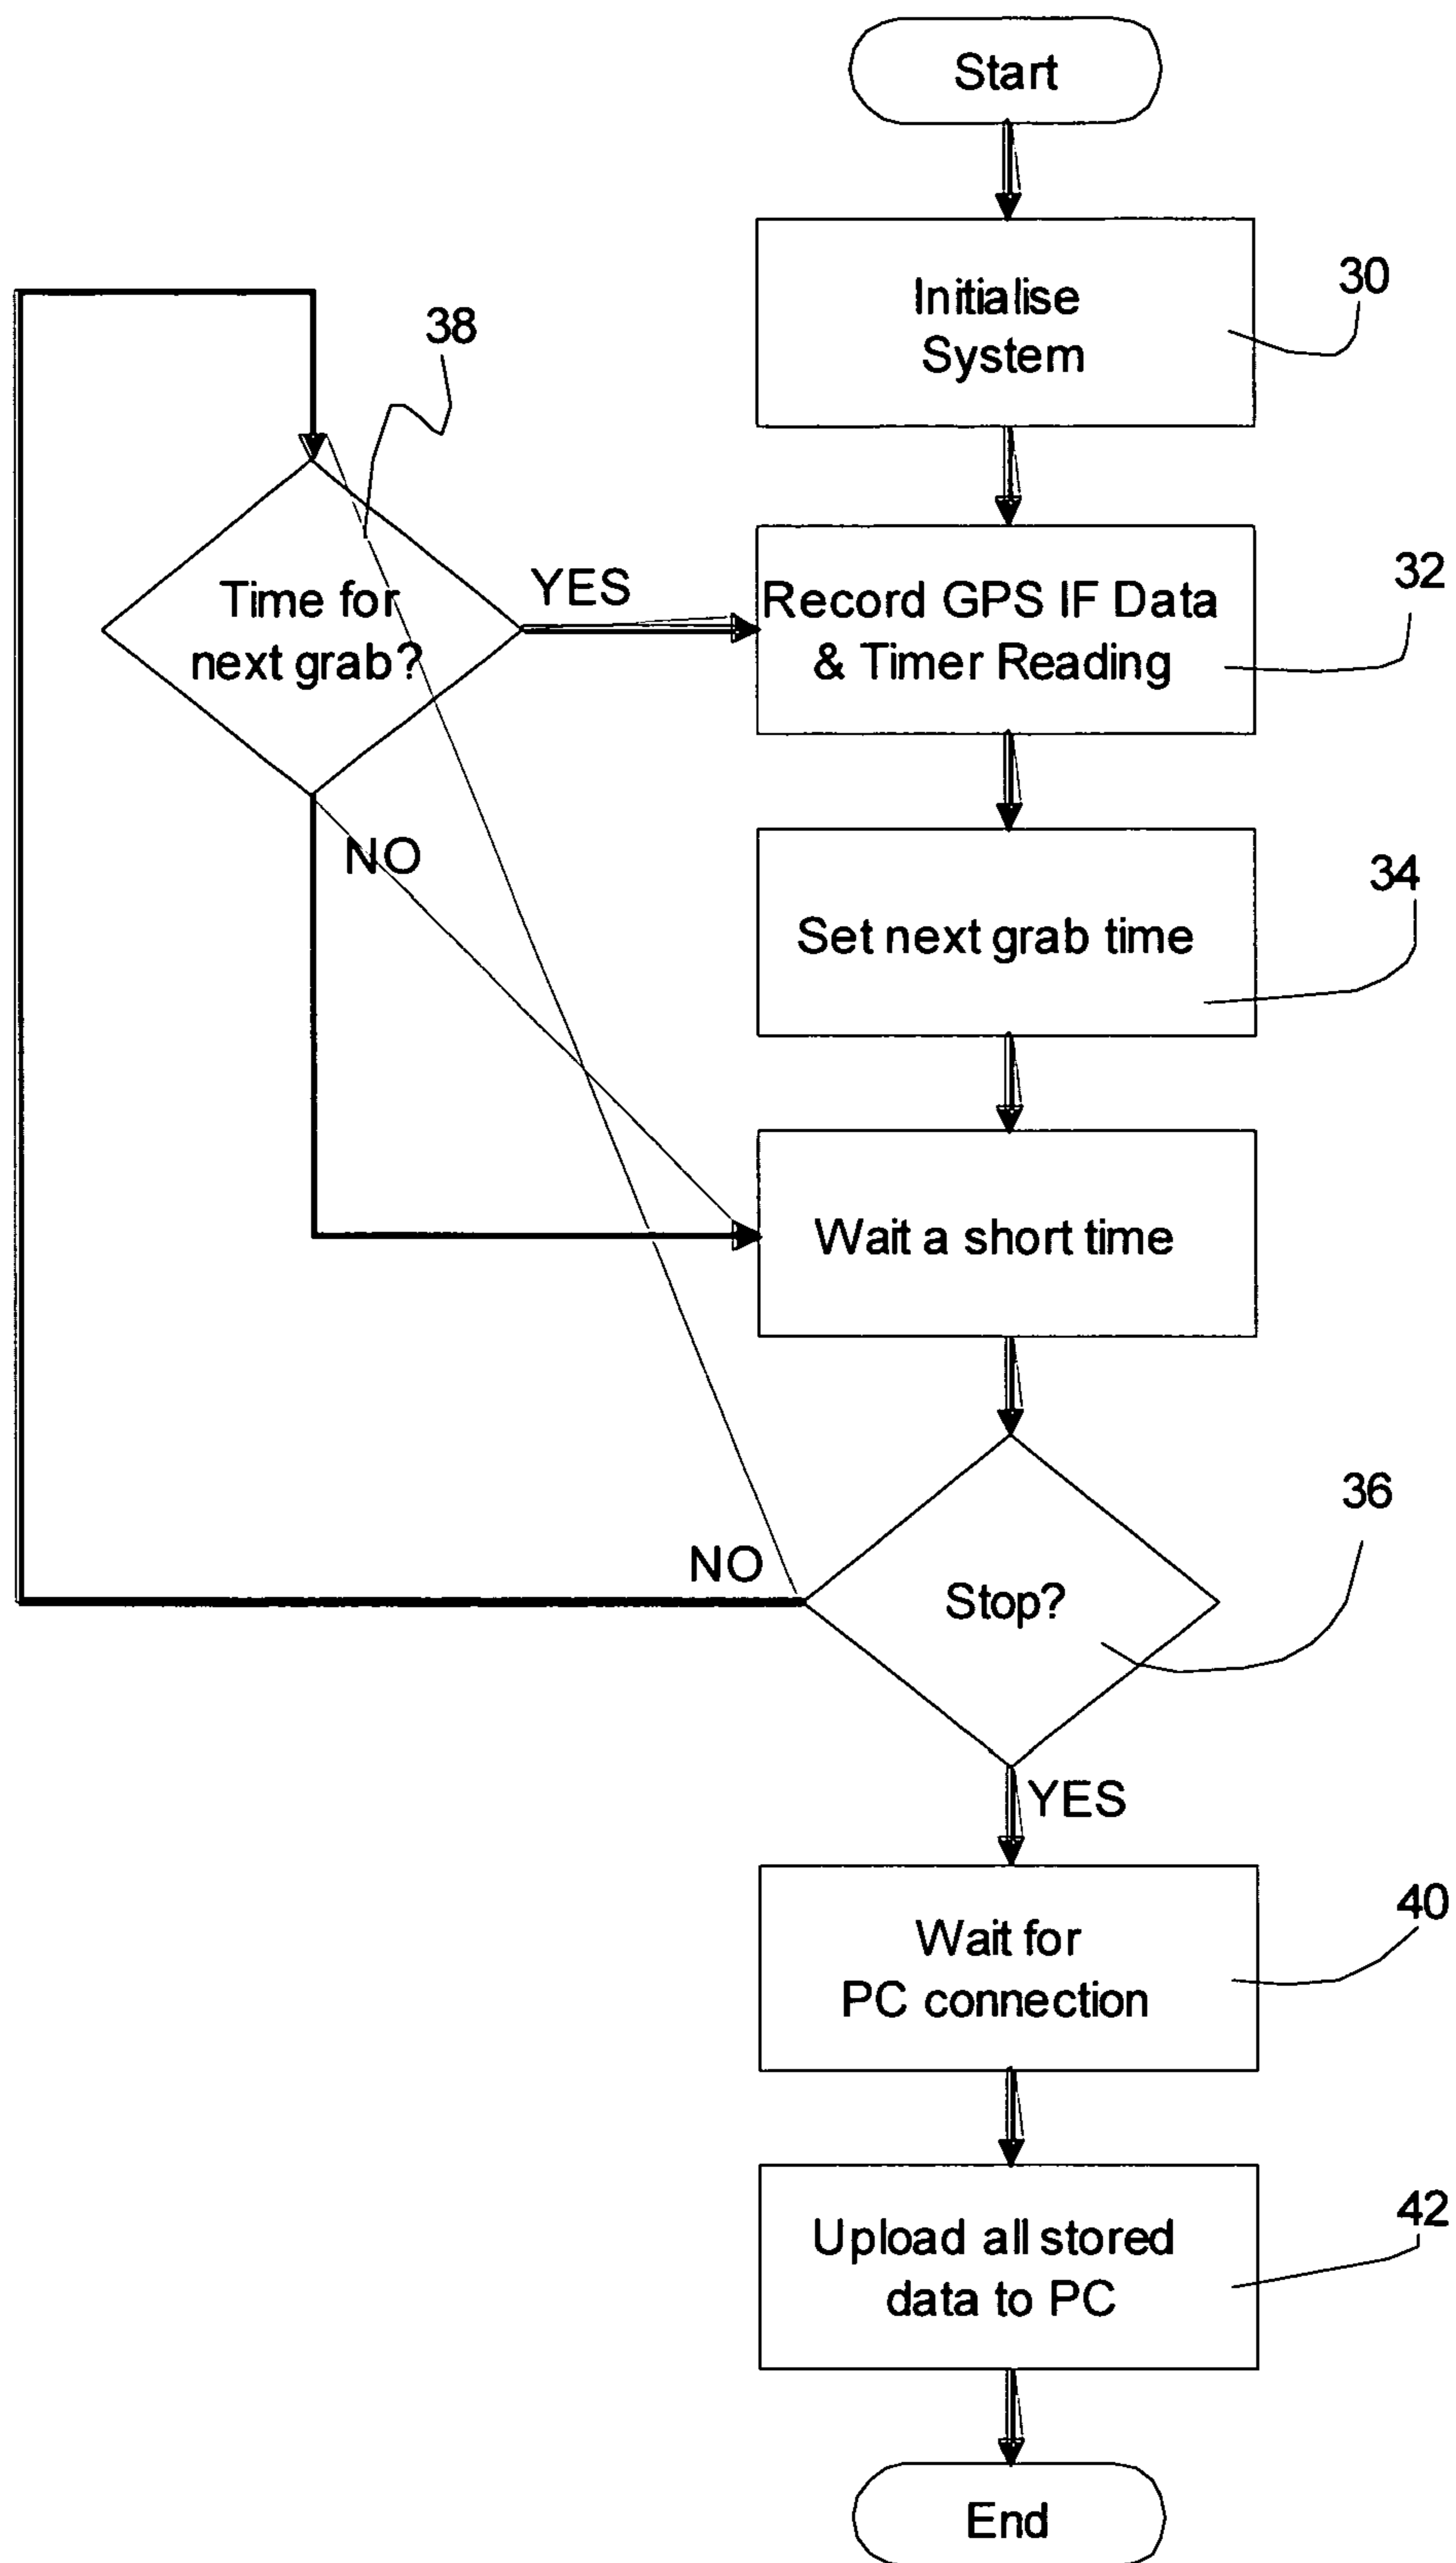 Start
Initialise
System
30
38
Time for
next grab?
YES
Record GPS IF Data
& Timer Reading
32
NO
Set next grab time
34
Wait a short time
NO
Stop?
36
YES
Wait for
PC connection
40
Upload all stored
data to PC
42
End